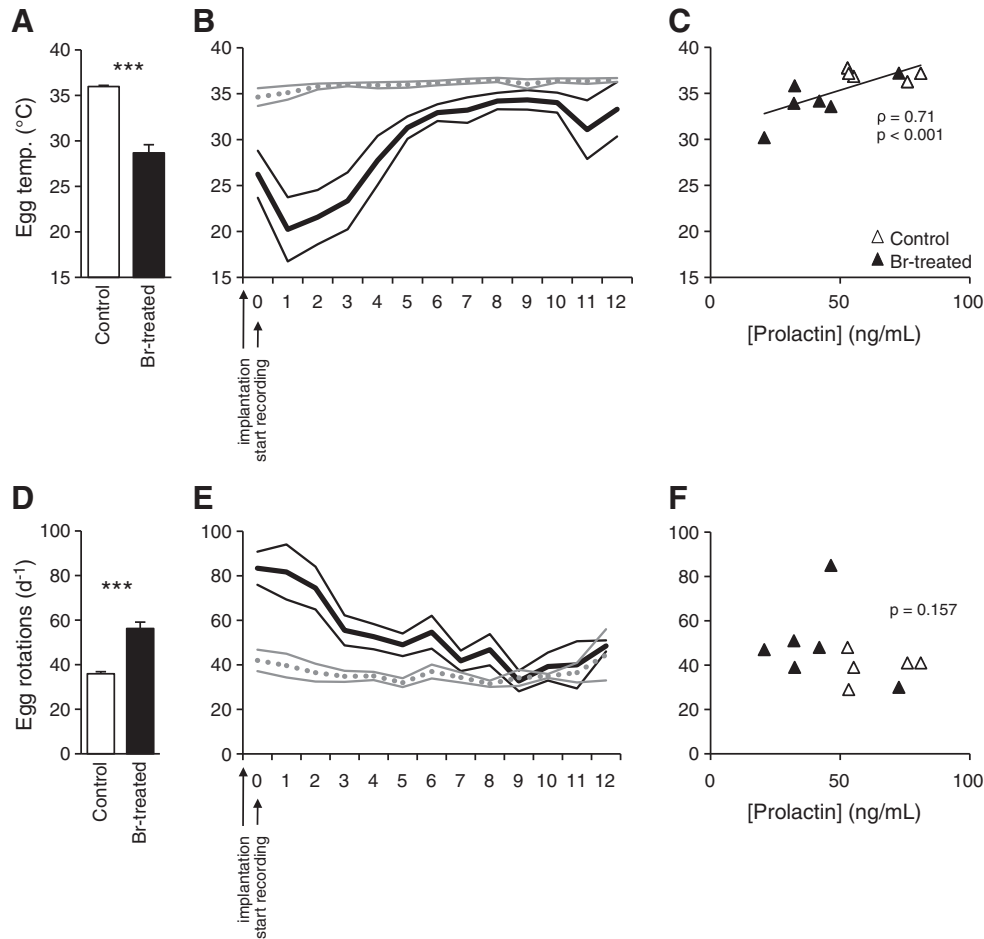 A
B
C
Egg temp. (°C)
40
35
30
25
20
15
***
Control
Br-treated
40
35
30
25
20
15
0 1 2 3 4 5 6 7 8 9 10 11 12
implantation
start recording
40
35
30
25
20
15
ρ = 0.71
p < 0.001
Control
Br-treated
0 50 100
[Prolactin] (ng/mL)
D
E
F
Egg rotations (d-1)
100
80
60
40
20
0
***
Control
Br-treated
100
80
60
40
20
0
0 1 2 3 4 5 6 7 8 9 10 11 12
implantation
start recording
100
80
60
40
20
0
p = 0.157
0 50 100
[Prolactin] (ng/mL)